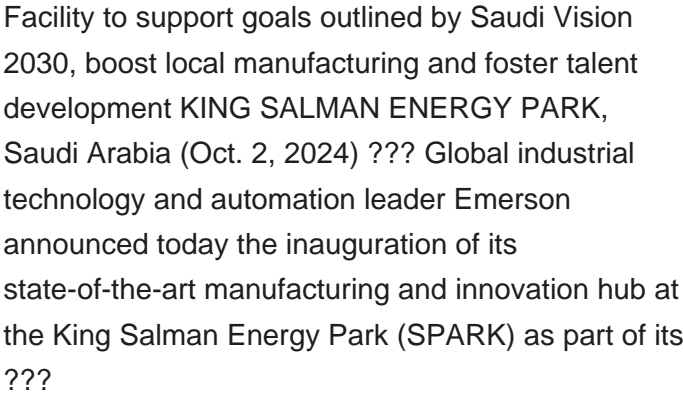 Facility to support goals outlined by Saudi Vision
2030, boost local manufacturing and foster talent
development KING SALMAN ENERGY PARK,
Saudi Arabia (Oct. 2, 2024) ??? Global industrial
technology and automation leader Emerson
announced today the inauguration of its
state-of-the-art manufacturing and innovation hub at
the King Salman Energy Park (SPARK) as part of its
???